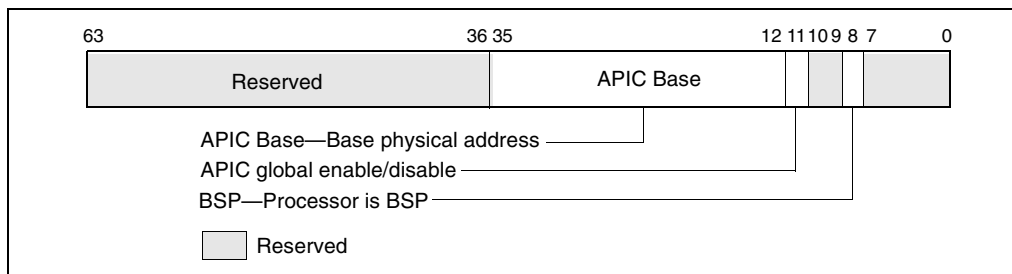 63 36 35 12 11 10 9 8 7 0
Reserved APIC Base
APIC Base—Base physical address
APIC global enable/disable
BSP—Processor is BSP
Reserved